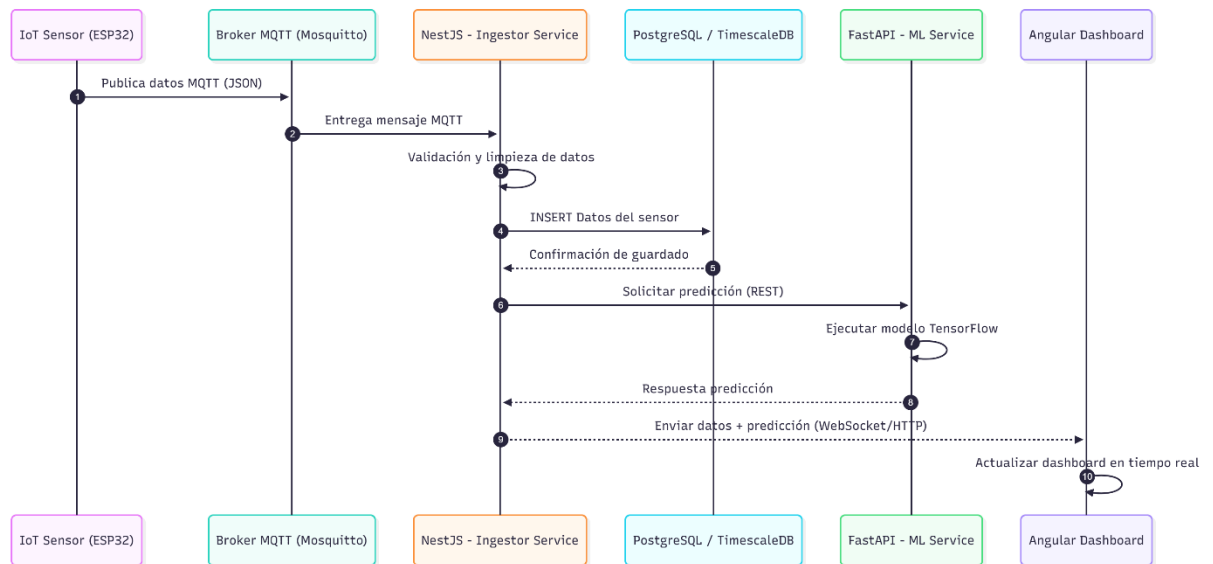 IoT Sensor (ESP32)
Broker MQTT (Mosquitto)
NestJS - Ingestor Service
PostgreSQL / TimescaleDB
FastAPI - ML Service
Angular Dashboard
Publica datos MQTT (JSON)
1
Entrega mensaje MQTT
2
Validación y limpieza de datos
3
INSERT Datos del sensor
4
Confirmación de guardado
5
Solicitar predicción (REST)
6
Ejecutar modelo TensorFlow
7
Respuesta predicción
8
Enviar datos + predicción (WebSocket/HTTP)
9
Actualizar dashboard en tiempo real
10
IoT Sensor (ESP32)
Broker MQTT (Mosquitto)
NestJS - Ingestor Service
PostgreSQL / TimescaleDB
FastAPI - ML Service
Angular Dashboard